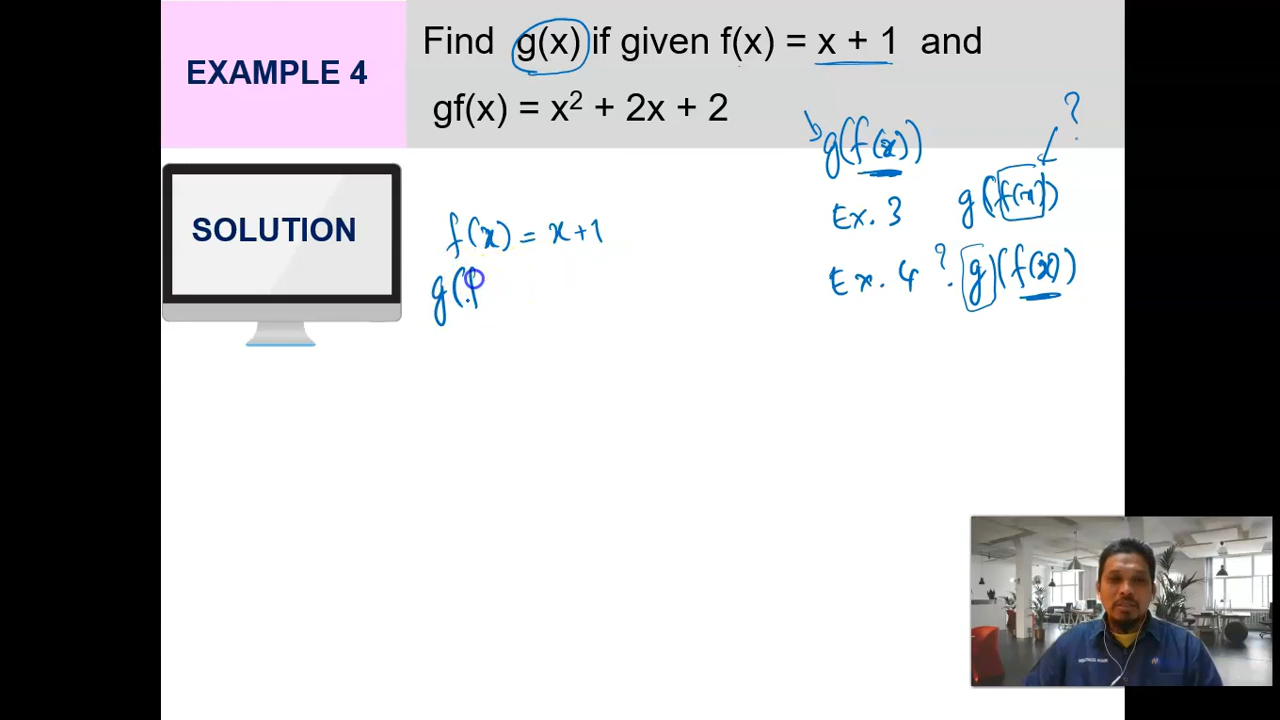 EXAMPLE 4
Find g(x) if given f(x) = x + 1 and
gf(x) = x² + 2x + 2
SOLUTION
f(x) = x+1
g(f
g(f(x))
?
Ex. 3 g(f(x))
Ex. 4 ? g(f(x))